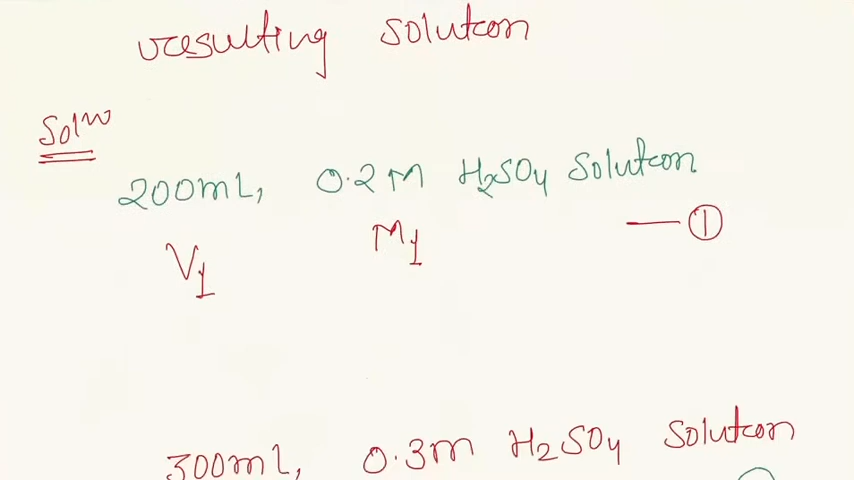 resulting solution
Soln
200mL, 0.2M H₂SO₄ solution
V₁ M₁ — ①
300mL, 0.3m H₂SO₄ solution